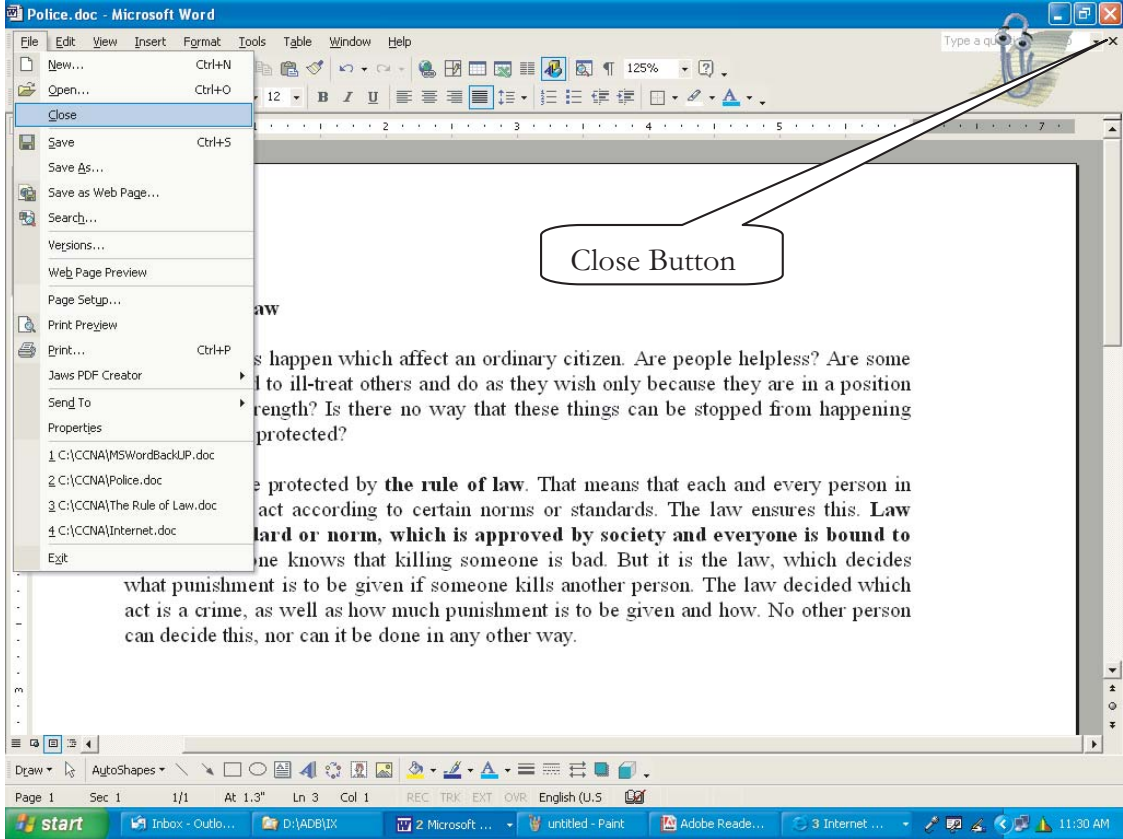 Police.doc - Microsoft Word
File Edit View Insert Format Tools Table Window Help
Type a qu
New... Ctrl+N
125%
Open... Ctrl+O
12 B I U
Close
1 2 3 4 5 7
Save Ctrl+S
Save As...
Save as Web Page...
Search...
Versions...
Close Button
Web Page Preview
Page Setup...
aw
Print Preview
Print... Ctrl+P
s happen which affect an ordinary citizen. Are people helpless? Are some
Jaws PDF Creator
d to ill-treat others and do as they wish only because they are in a position
Send To
rength? Is there no way that these things can be stopped from happening
Properties
protected?
1 C:\CCNA\MSWordBackUP.doc
2 C:\CCNA\Police.doc
e protected by the rule of law. That means that each and every person in
3 C:\CCNA\The Rule of Law.doc
act according to certain norms or standards. The law ensures this. Law
4 C:\CCNA\Internet.doc
dard or norm, which is approved by society and everyone is bound to
Exit
one knows that killing someone is bad. But it is the law, which decides
what punishment is to be given if someone kills another person. The law decided which
act is a crime, as well as how much punishment is to be given and how. No other person
can decide this, nor can it be done in any other way.
3
Draw AutoShapes
Page 1 Sec 1 1/1 At 1.3" Ln 3 Col 1 REC TRK EXT OVR English (U.S
start Inbox - Outlo... D:\ADB\IX 2 Microsoft ... untitled - Paint Adobe Reade... 3 Internet ... 11:30 AM